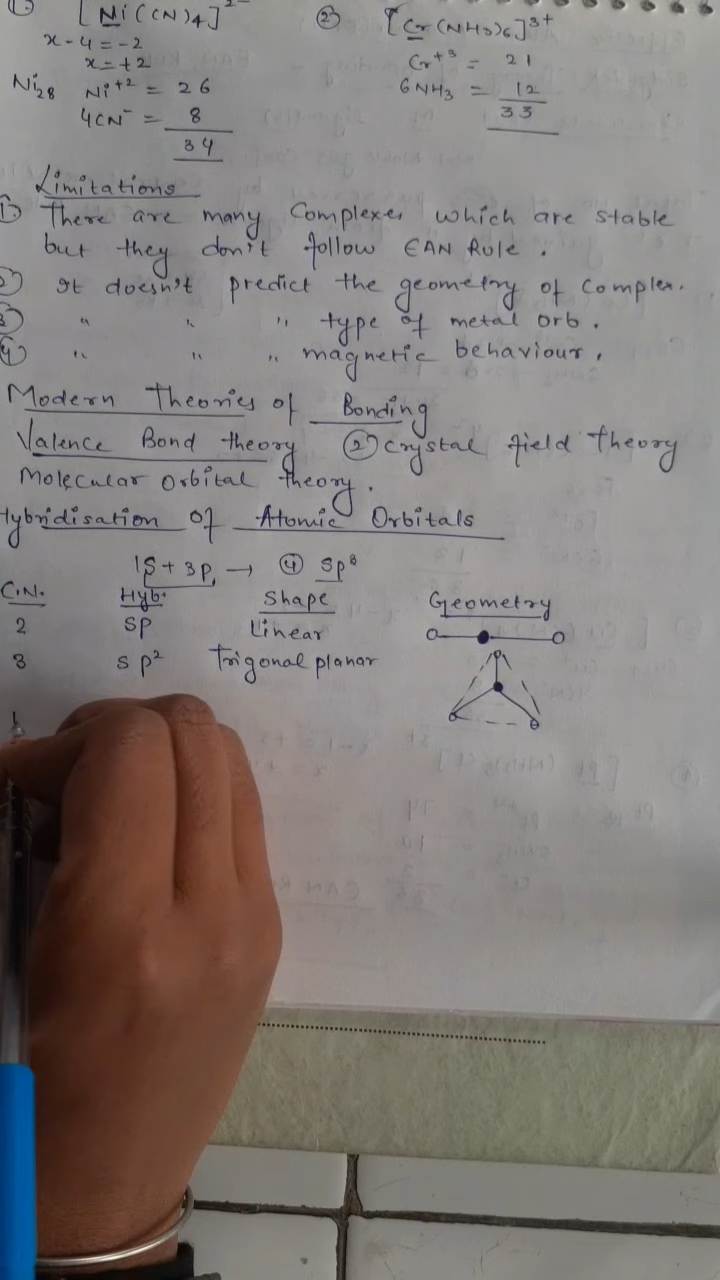 ① [Ni(CN)4]2-
② [Cr(NH3)6]3+
x-4=-2
x=+2
Ni28 Ni+2 = 26
4CN- = 8
34
Cr+3 = 21
6NH3 = 12
33
Limitations
① There are many Complexes which are stable
but they don't follow EAN Rule.
② It doesn't predict the geometry of Complex.
③ " " " type of metal orb.
④ " " " magnetic behaviour.
Modern Theories of Bonding
Valence Bond theory ② Crystal field theory
Molecular Orbital theory.
Hybridisation Of Atomic Orbitals
1S + 3P → ④ sp3
C.N. Hyb. Shape Geometry
2 SP Linear
3 SP2 Trigonal planar